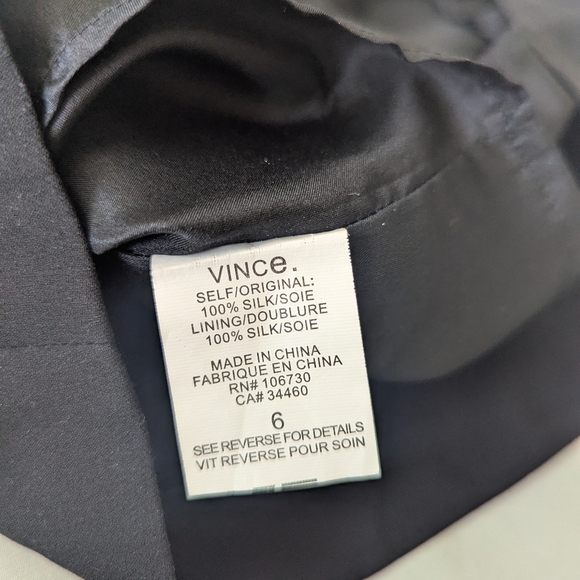 VINCe.
SELF/ORIGINAL:
100% SILK/SOIE
LINING/DOUBLURE
100% SILK/SOIE
MADE IN CHINA
FABRIQUE EN CHINA
RN# 106730
CA# 34460
6
SEE REVERSE FOR DETAILS
VIT REVERSE POUR SOIN